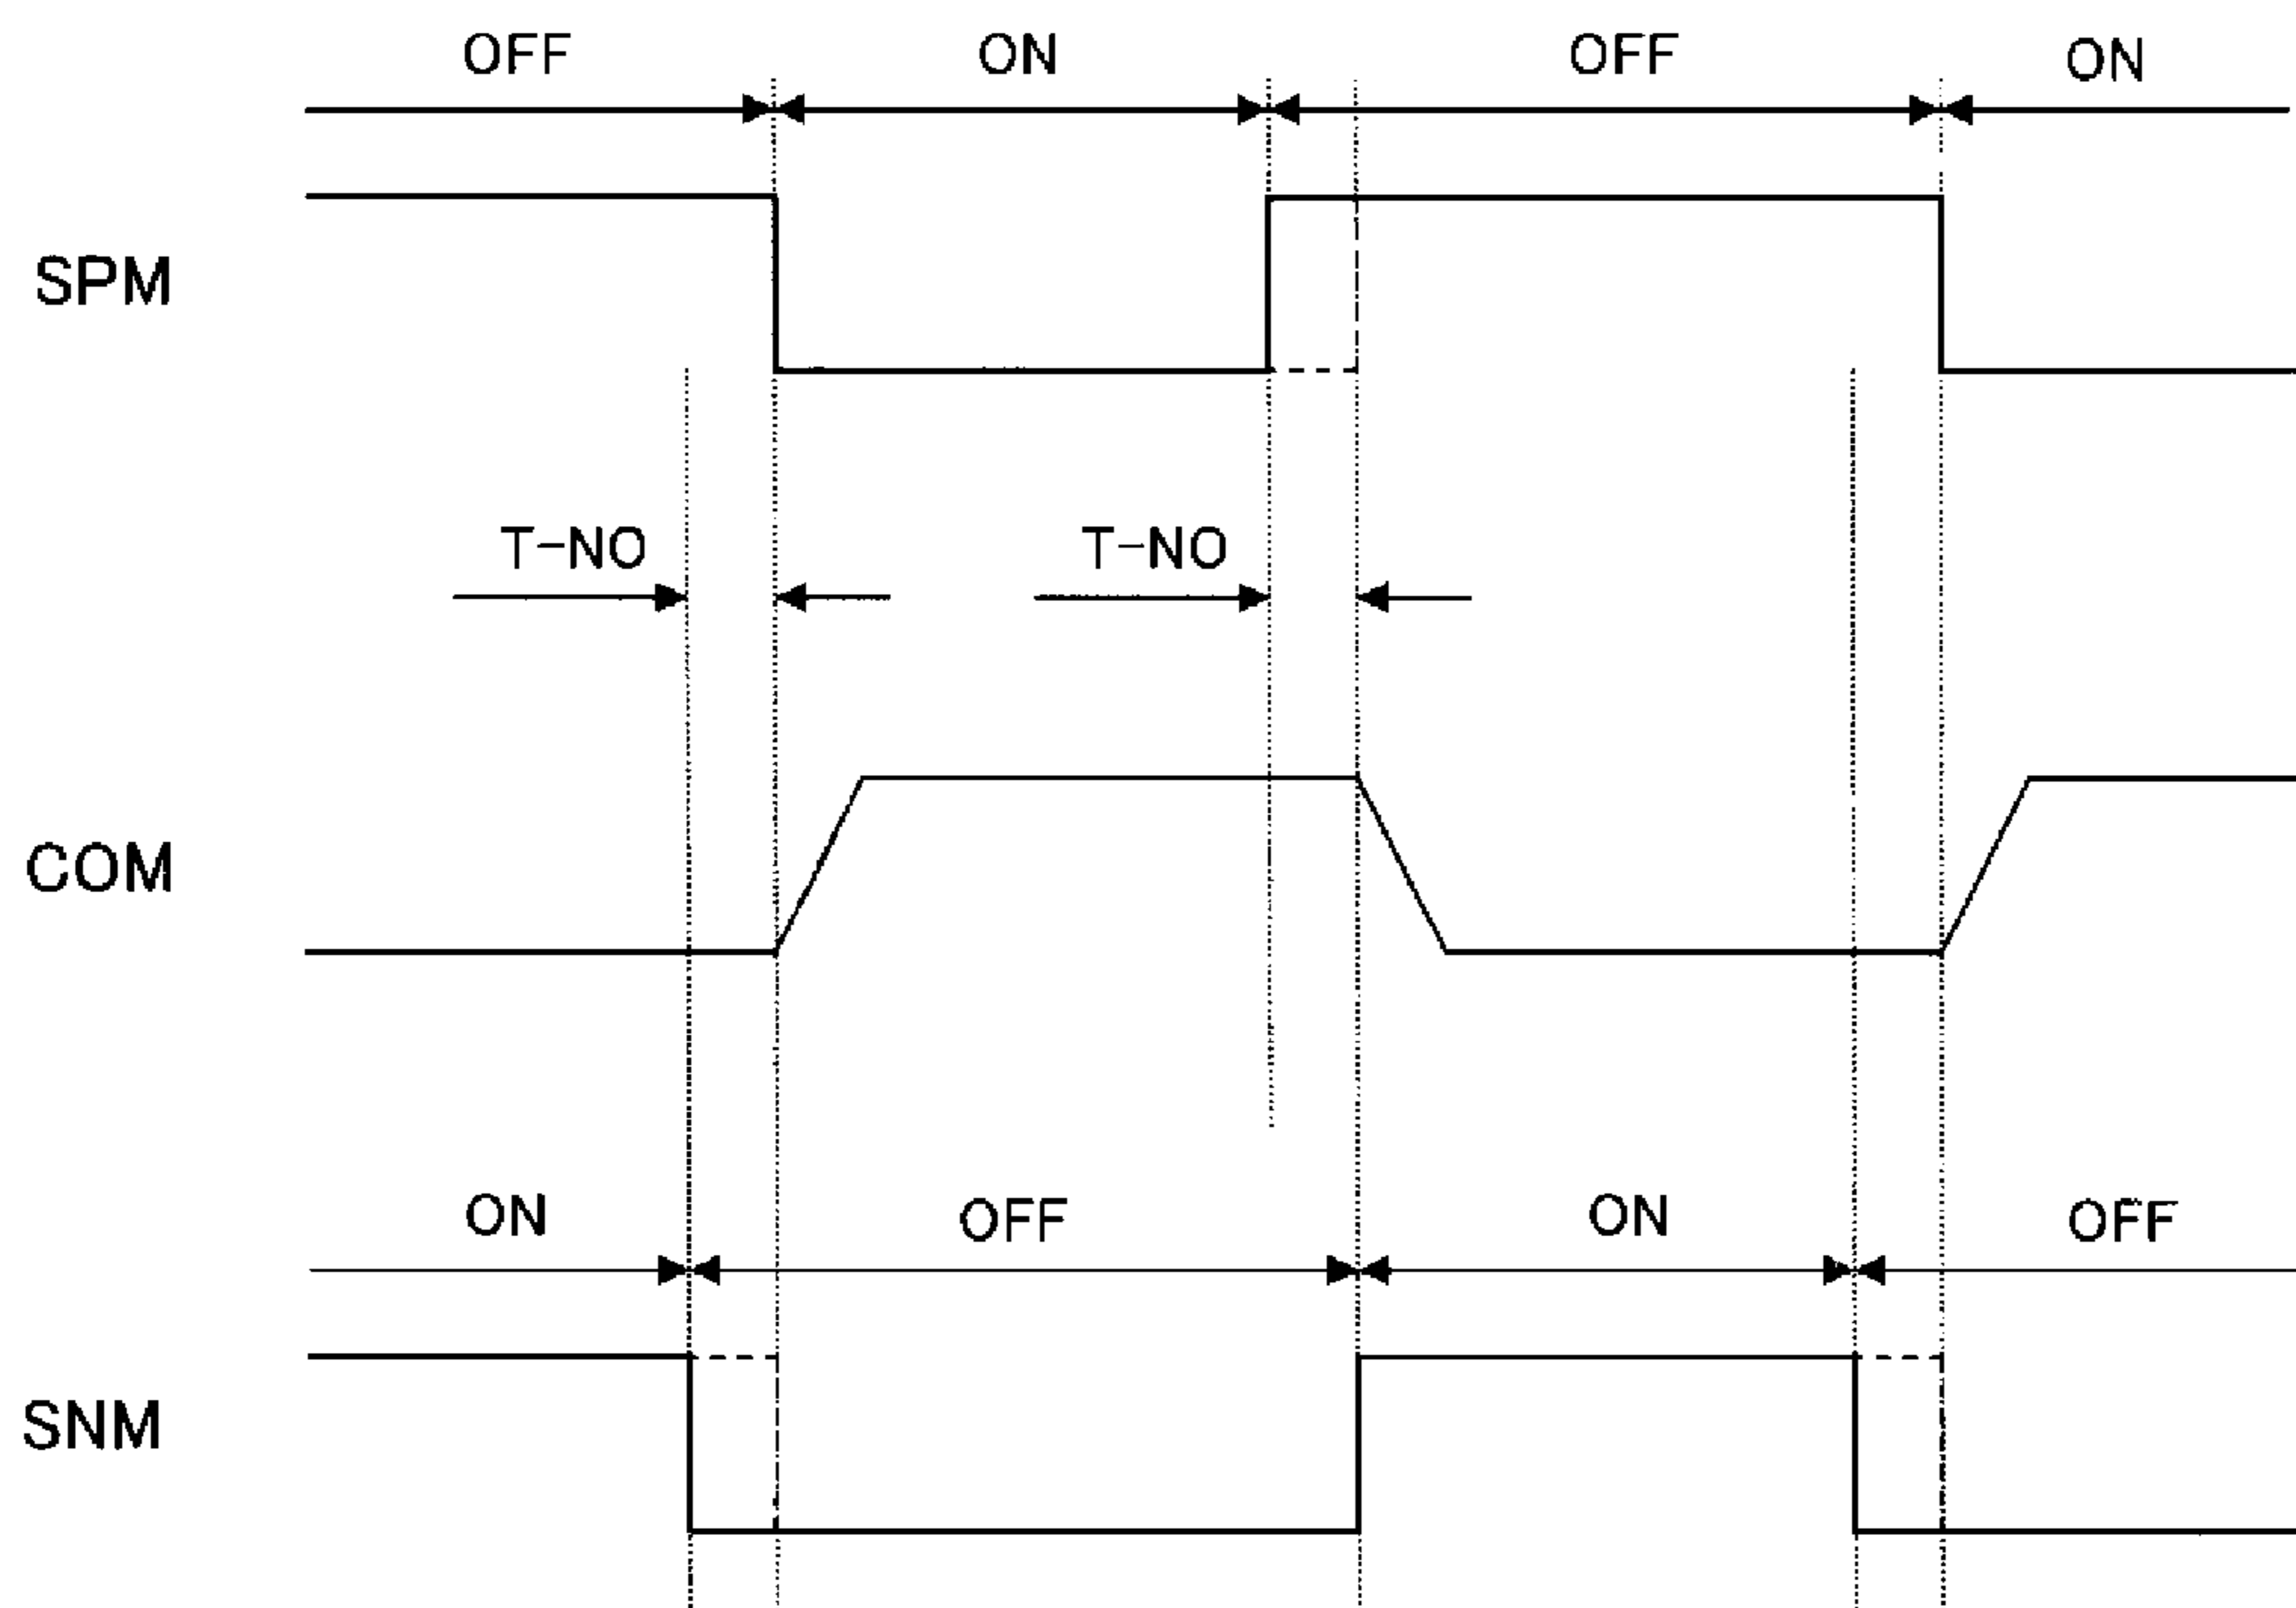 OFF ON OFF ON
SPM
T-NO T-NO
COM
ON OFF ON OFF
SNM